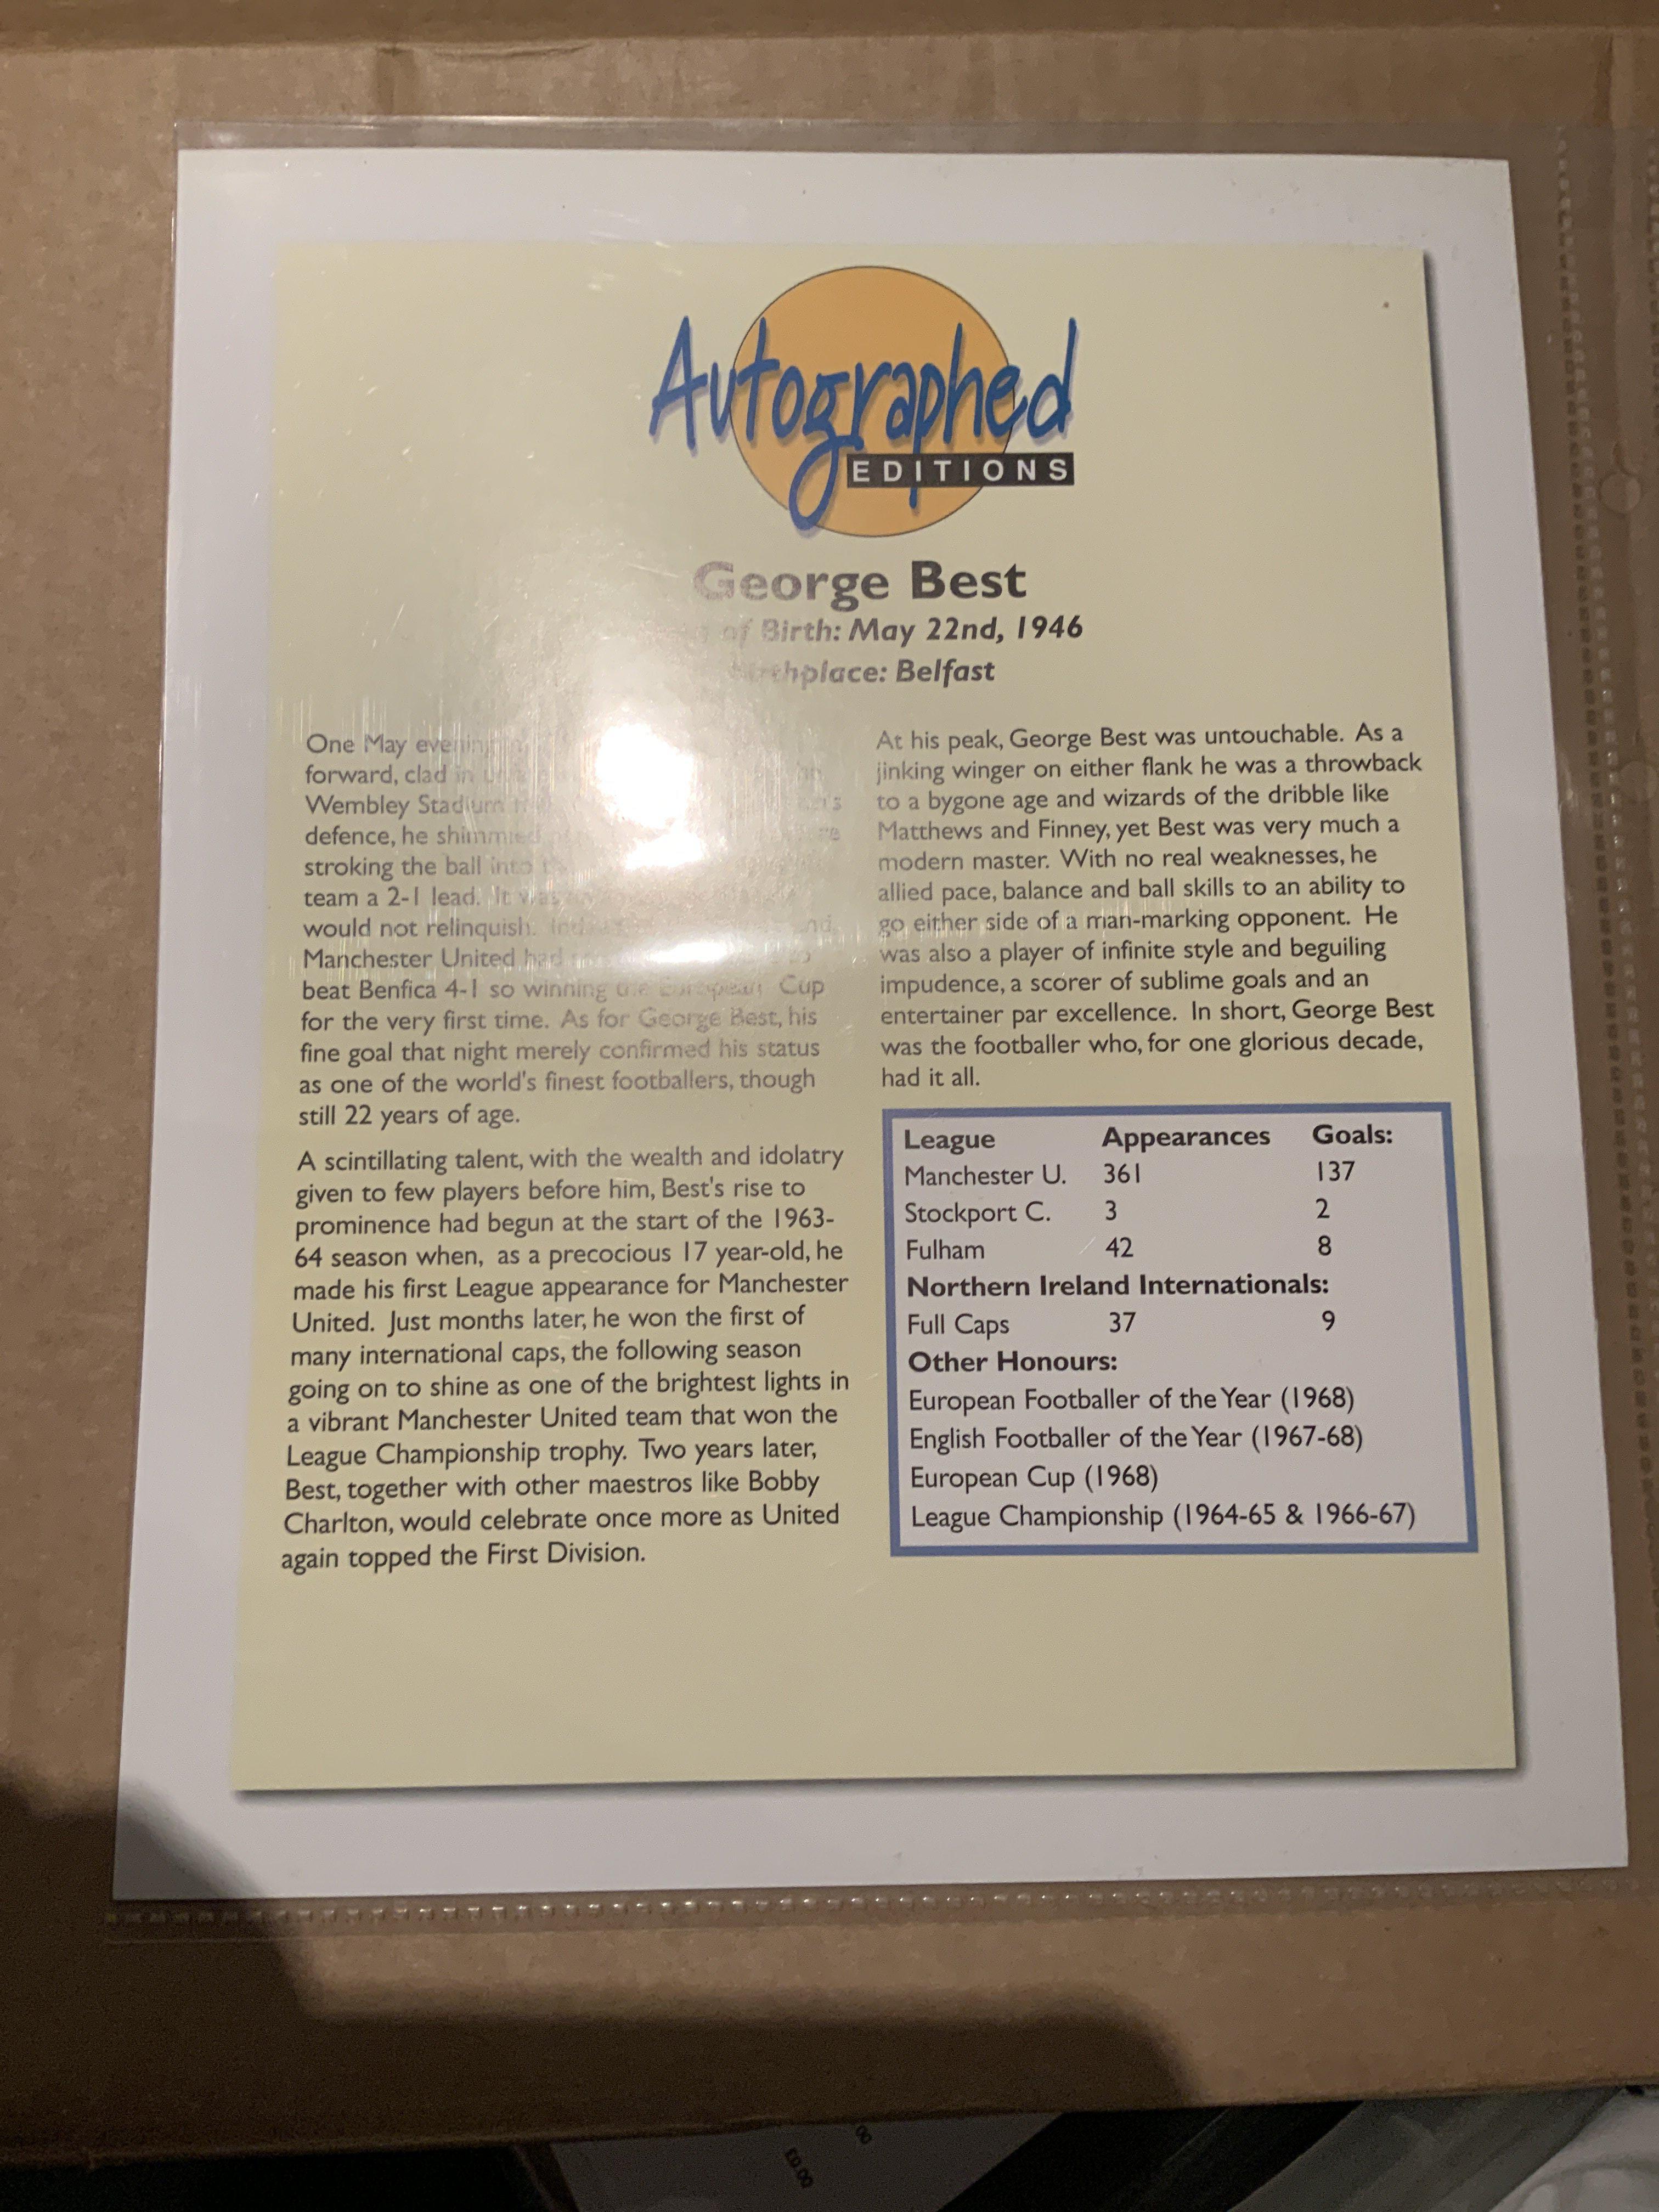 Autographed
EDITIONS
George Best
of Birth: May 22nd, 1946
Birthplace: Belfast
One May evening
forward, clad in
Wembley Stadium
defence, he shimmied
stroking the ball into
team a 2-1 lead. It was
would not relinquish.
Manchester United had
beat Benfica 4-1 so winning the European Cup
for the very first time. As for George Best, his
fine goal that night merely confirmed his status
as one of the world's finest footballers, though
still 22 years of age.
A scintillating talent, with the wealth and idolatry
given to few players before him, Best's rise to
prominence had begun at the start of the 1963-
64 season when, as a precocious 17 year-old, he
made his first League appearance for Manchester
United. Just months later, he won the first of
many international caps, the following season
going on to shine as one of the brightest lights in
a vibrant Manchester United team that won the
League Championship trophy. Two years later,
Best, together with other maestros like Bobby
Charlton, would celebrate once more as United
again topped the First Division.
At his peak, George Best was untouchable. As a
jinking winger on either flank he was a throwback
to a bygone age and wizards of the dribble like
Matthews and Finney, yet Best was very much a
modern master. With no real weaknesses, he
allied pace, balance and ball skills to an ability to
go either side of a man-marking opponent. He
was also a player of infinite style and beguiling
impudence, a scorer of sublime goals and an
entertainer par excellence. In short, George Best
was the footballer who, for one glorious decade,
had it all.
League Appearances Goals:
Manchester U. 361 137
Stockport C. 3 2
Fulham 42 8
Northern Ireland Internationals:
Full Caps 37 9
Other Honours:
European Footballer of the Year (1968)
English Footballer of the Year (1967-68)
European Cup (1968)
League Championship (1964-65 & 1966-67)
£0.00